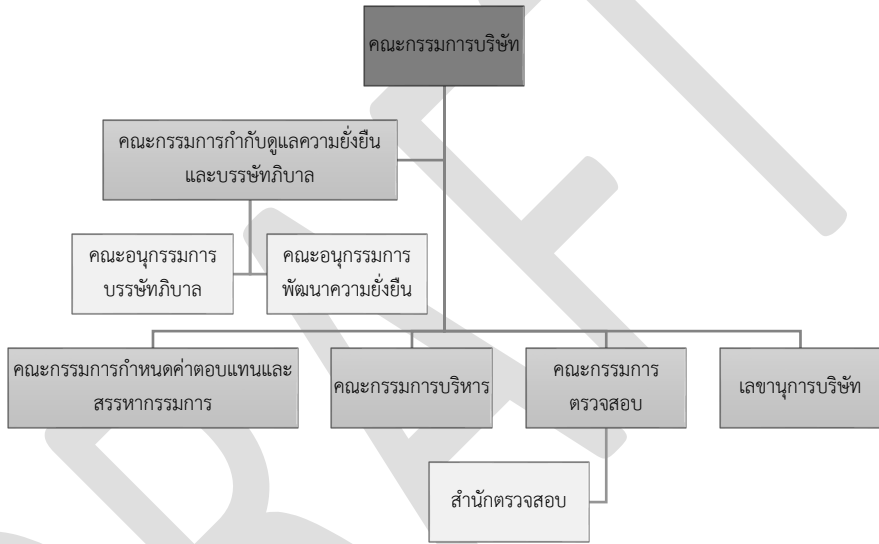 คณะกรรมการบริษัท
คณะกรรมการกำกับดูแลความยั่งยืน
และบรรษัทภิบาล
คณะอนุกรรมการ
บรรษัทภิบาล
คณะอนุกรรมการ
พัฒนาความยั่งยืน
คณะกรรมการกำหนดค่าตอบแทนและ
สรรหากรรมการ
คณะกรรมการบริหาร
คณะกรรมการ
ตรวจสอบ
เลขานุการบริษัท
สำนักตรวจสอบ
DRAFT